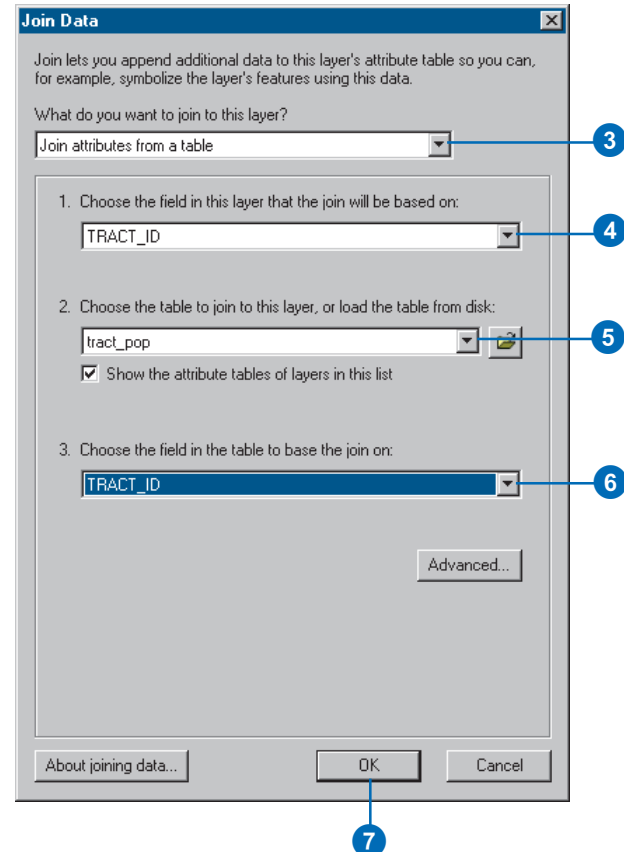 Join Data
Join lets you append additional data to this layer's attribute table so you can,
for example, symbolize the layer's features using this data.
What do you want to join to this layer?
Join attributes from a table
3
1. Choose the field in this layer that the join will be based on:
TRACT_ID
4
2. Choose the table to join to this layer, or load the table from disk:
tract_pop
5
Show the attribute tables of layers in this list
3. Choose the field in the table to base the join on:
TRACT_ID
6
Advanced...
About joining data...
OK
Cancel
7